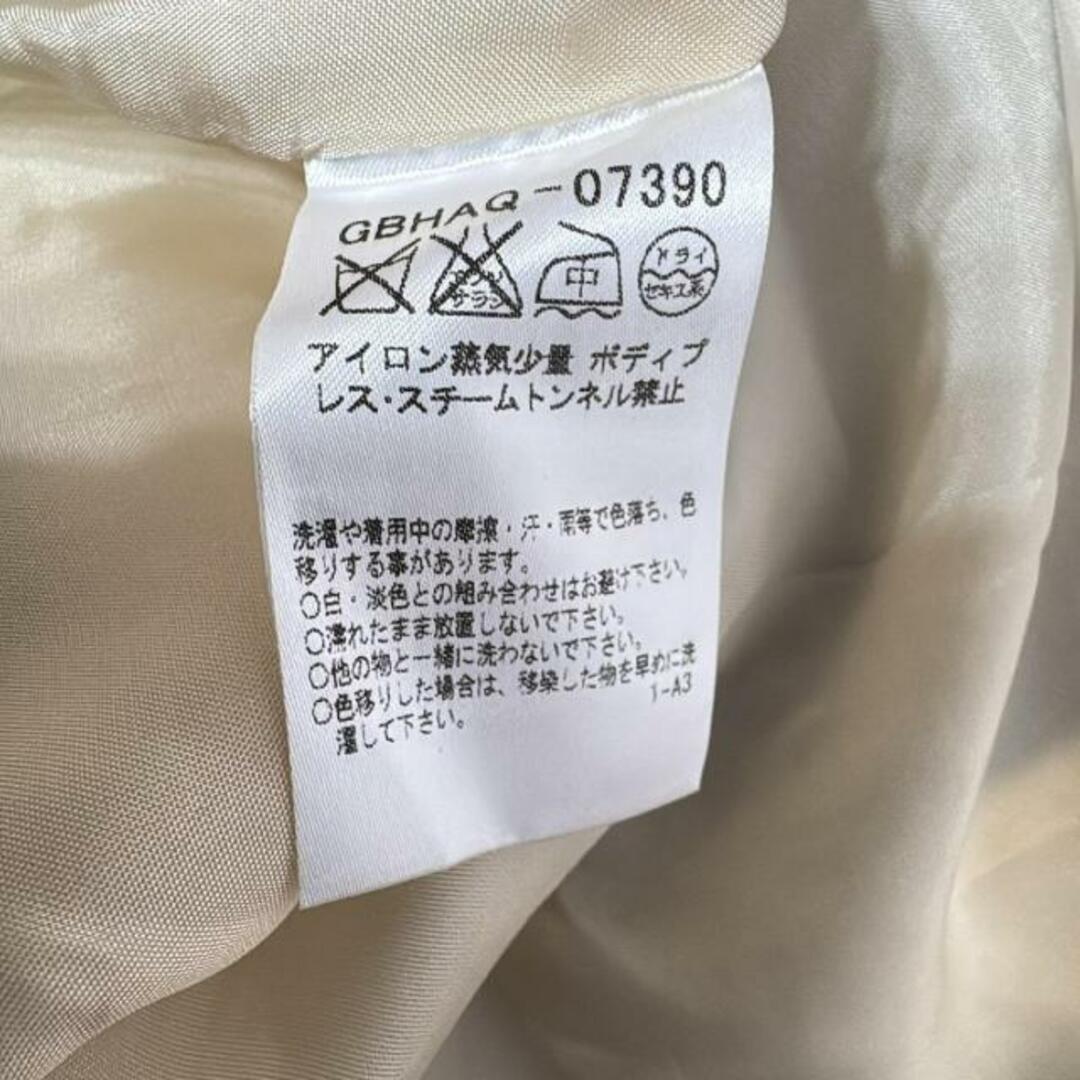 GBHAQ-07390
中
ドライ
セキユ系
アイロン蒸気少量 ボディプ
レス・スチームトンネル禁止
洗濯や着用中の摩擦・汗・雨等で色落ち、色
移りする事があります。
○白・淡色との組み合わせはお避け下さい。
○濡れたまま放置しないで下さい。
○他の物と一緒に洗わないで下さい。
○色移りした場合は、移染した物を早めに洗
濯して下さい。
1-A3